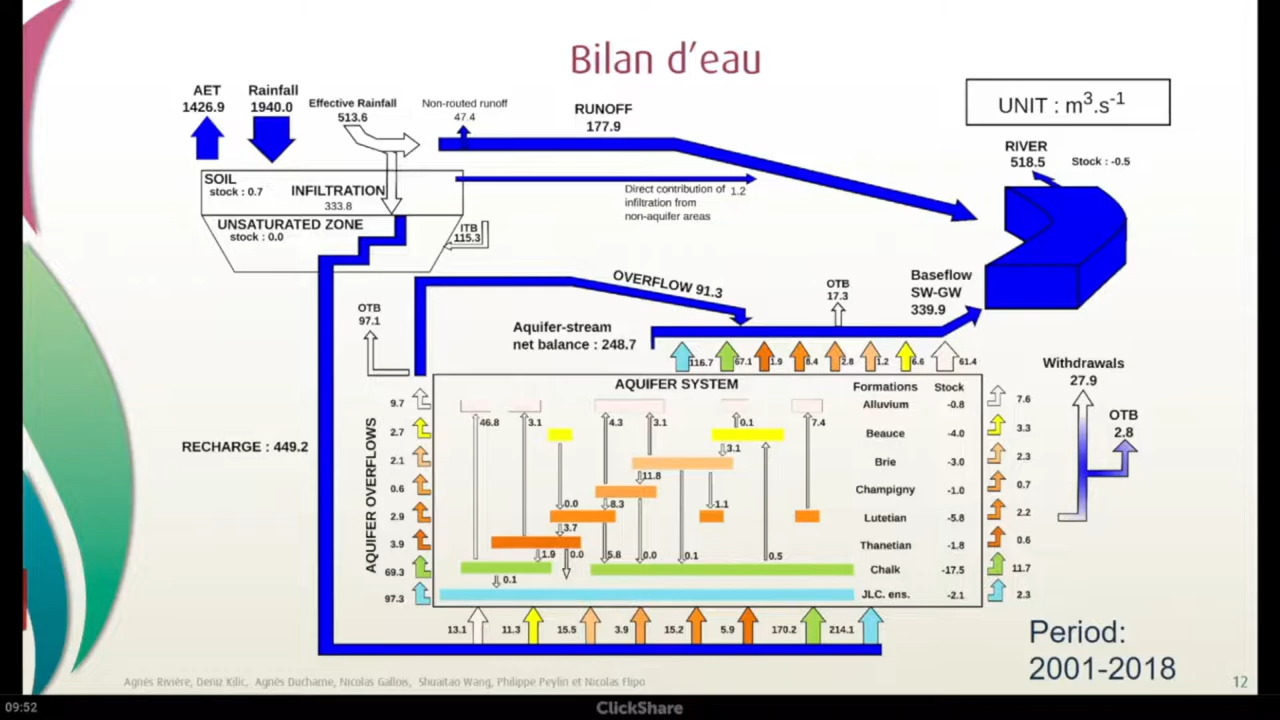 Bilan d'eau
UNIT : m³.s⁻¹
AET
1426.9
Rainfall
1940.0
Effective Rainfall
513.6
Non-routed runoff
47.4
RUNOFF
177.9
RIVER
518.5
Stock : -0.5
SOIL
stock : 0.7
INFILTRATION
333.8
Direct contribution of 1.2
infiltration from
non-aquifer areas
UNSATURATED ZONE
stock : 0.0
ITB
115.3
OVERFLOW 91.3
OTB
17.3
Baseflow
SW-GW
339.9
OTB
97.1
Aquifer-stream
net balance : 248.7
116.7 67.1 1.9 8.4 2.8 1.2 6.6 61.4
Withdrawals
27.9
OTB
2.8
AQUIFER SYSTEM
Formations Stock
RECHARGE : 449.2
AQUIFER OVERFLOWS
9.7
2.7
2.1
0.6
2.9
3.9
69.3
97.3
Alluvium -0.8
46.8 3.1 4.3 3.1 0.1 7.4
Beauce -4.0
3.1
Brie -3.0
11.8
Champigny -1.0
0.0 8.3 1.1
Lutetian -5.8
3.7
Thanetian -1.8
1.9 0.0 5.8 0.0 0.1 0.5
Chalk -17.5
0.1
JLC. ens. -2.1
7.6
3.3
2.3
0.7
2.2
0.6
11.7
2.3
13.1 11.3 15.5 3.9 15.2 5.9 170.2 214.1
Period:
2001-2018
Agnès Rivière, Deniz Kilic, Agnès Ducharne, Nicolas Gallois, Shuaitao Wang, Philippe Peylin et Nicolas Flipo
12
09:52
ClickShare